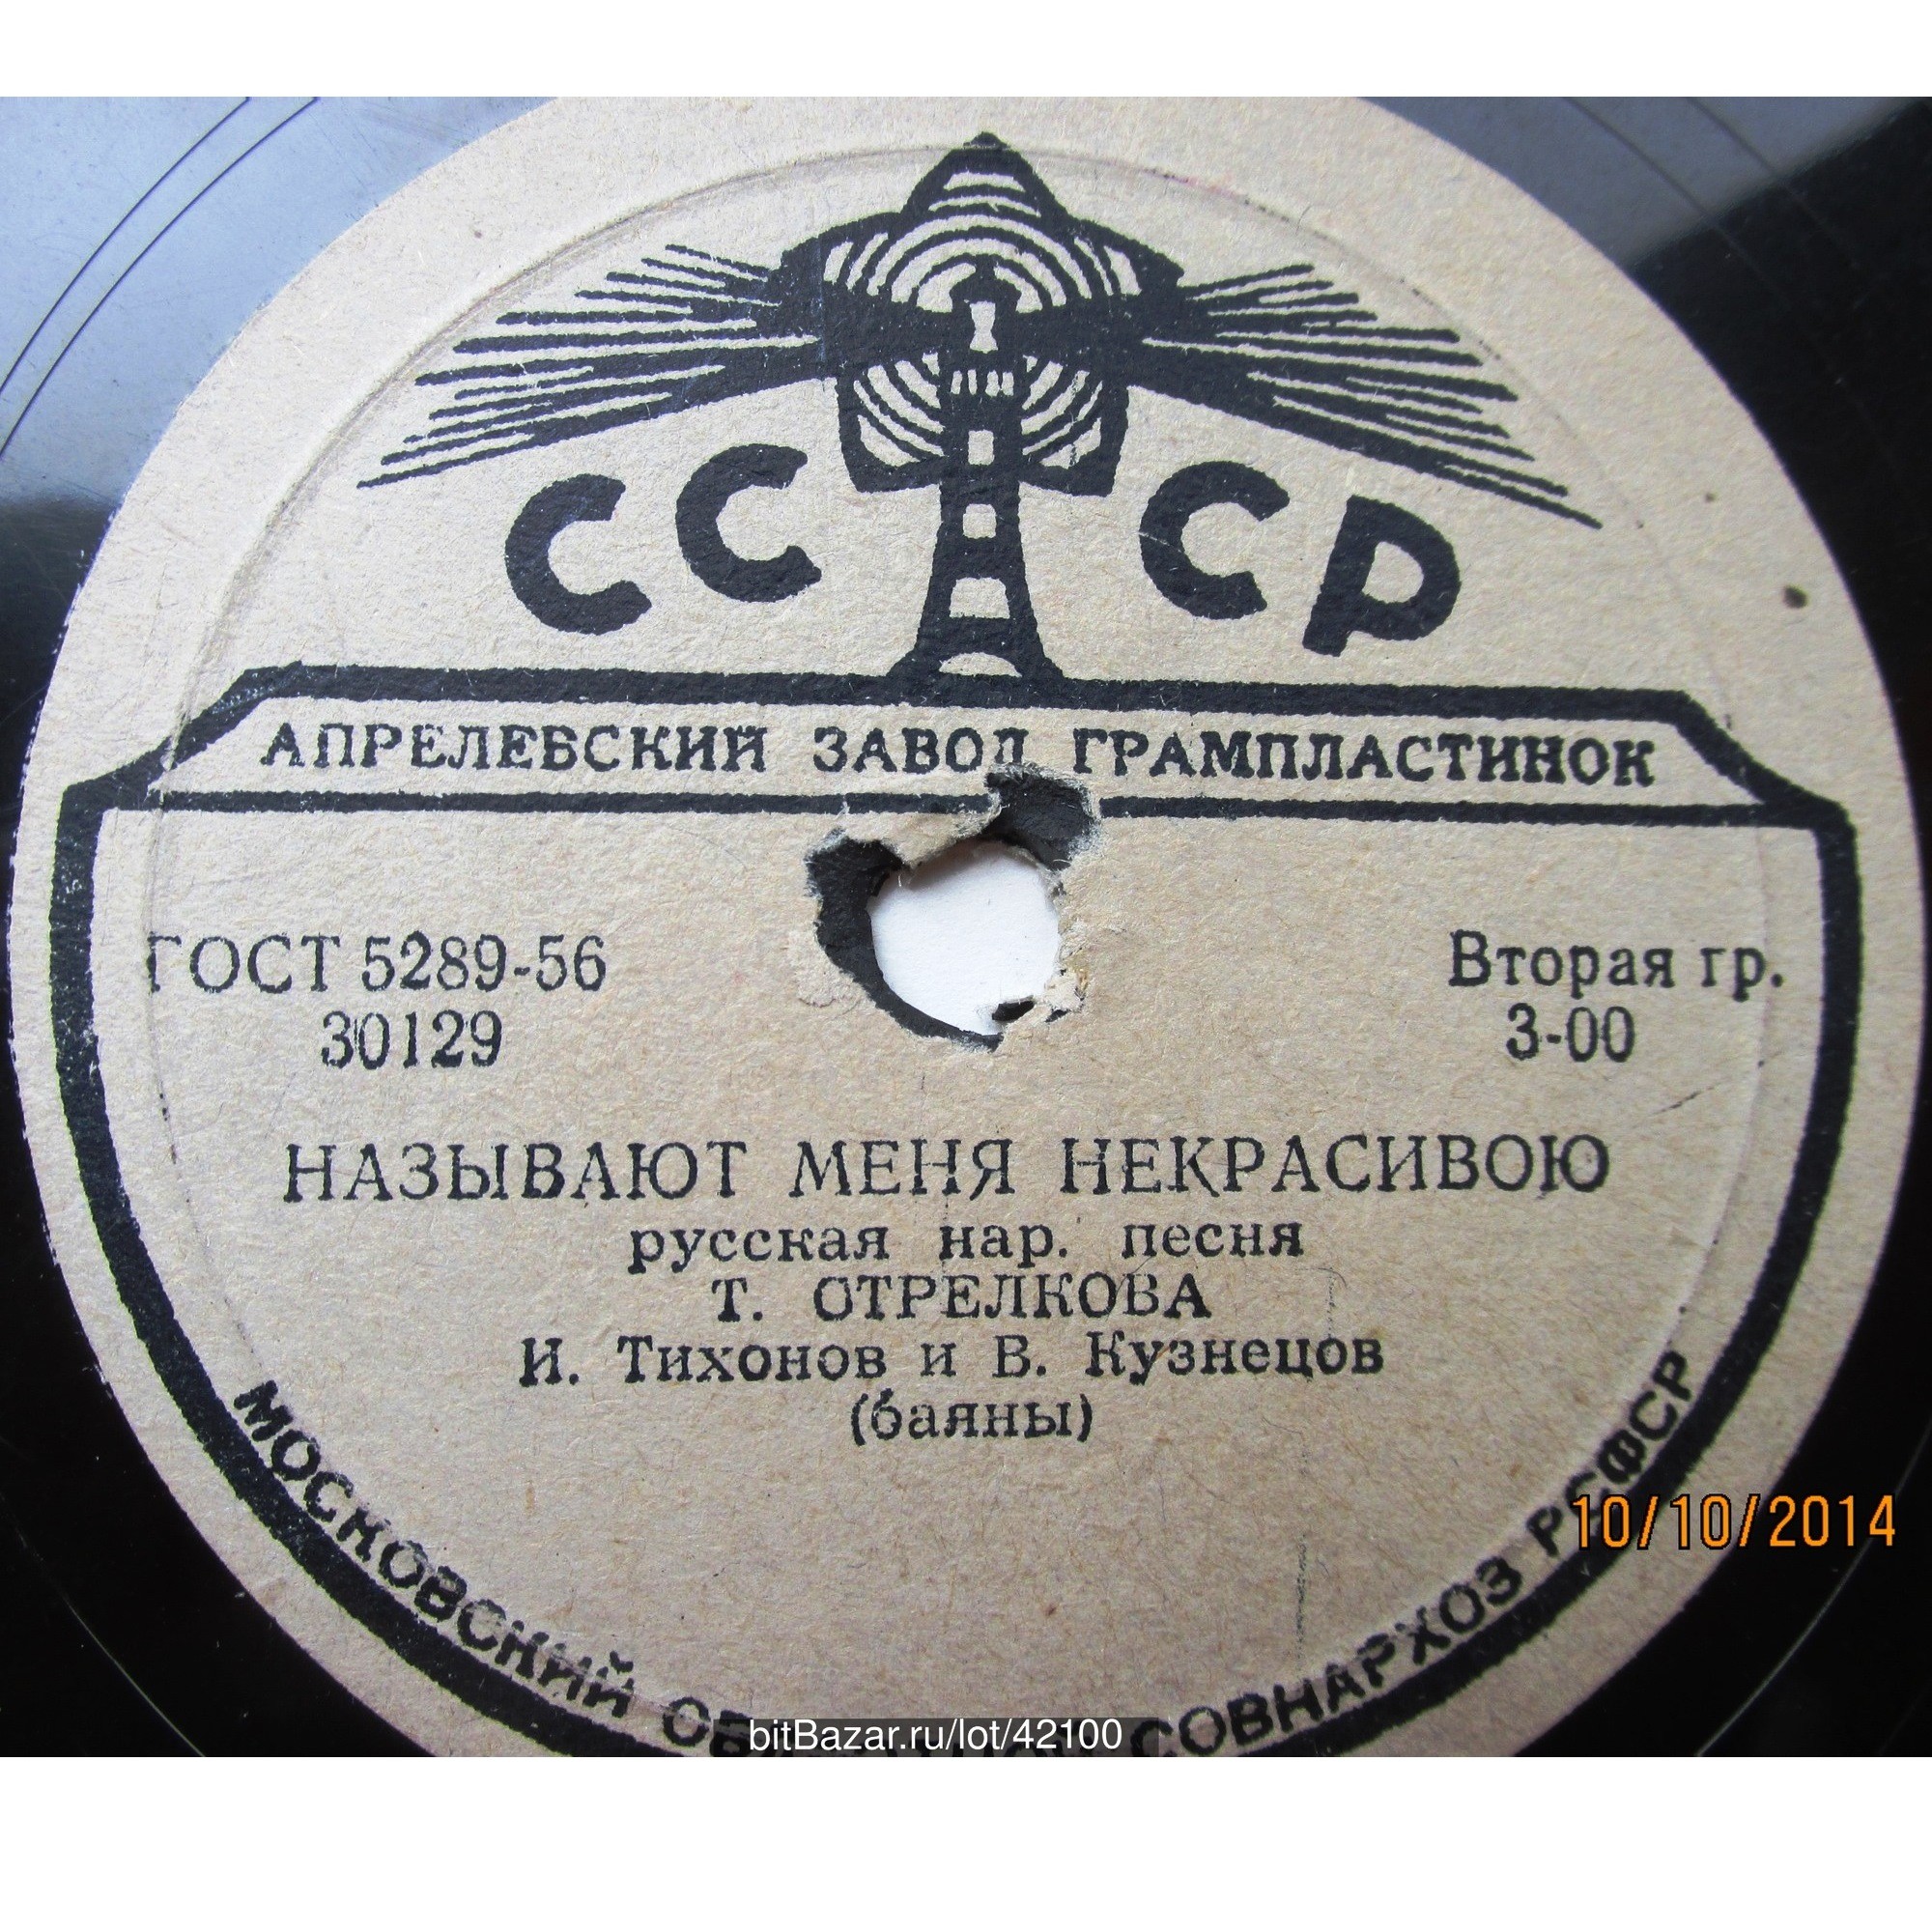 СССР
АПРЕЛЕВСКИЙ ЗАВОД ГРАМПЛАСТИНОК
ГОСТ 5289-56
30129
Вторая гр.
3-00
НАЗЫВАЮТ МЕНЯ НЕКРАСИВОЮ
русская нар. песня
Т. СТРЕЛКОВА
И. Тихонов и В. Кузнецов
(баяны)
МОСКОВСКИЙ СОВНАРХОЗ РСФСР
10/10/2014
bitBazar.ru/lot/42100